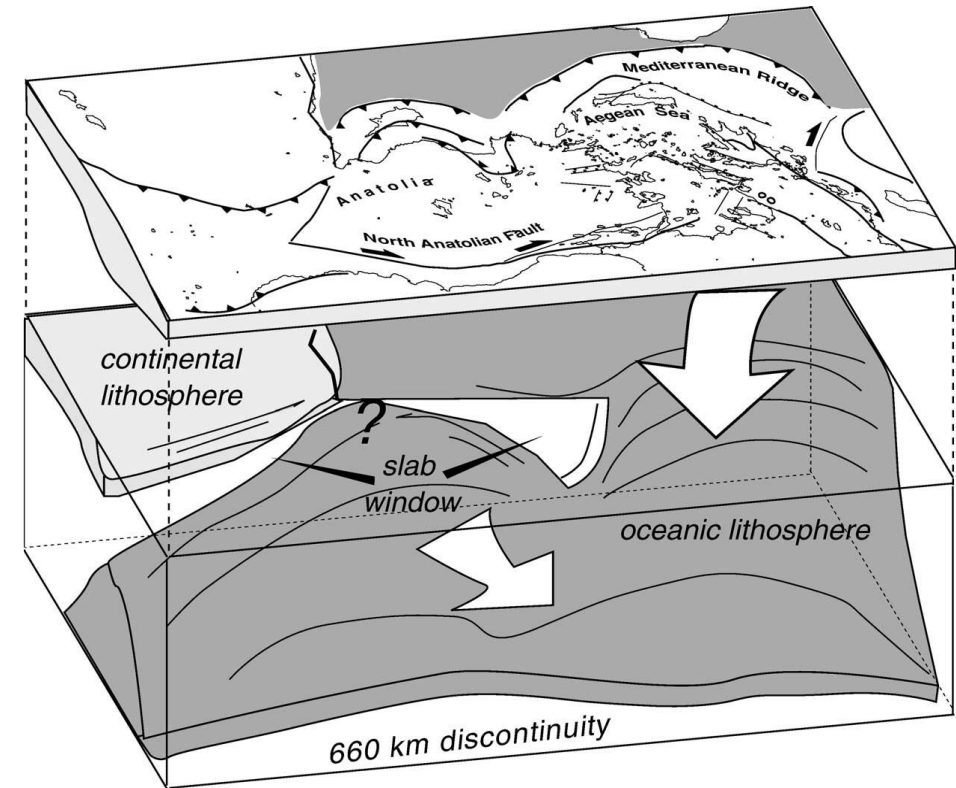 Mediterranean Ridge
Aegean Sea
Anatolia
North Anatolian Fault
continental
lithosphere
?
slab
window
oceanic lithosphere
660 km discontinuity